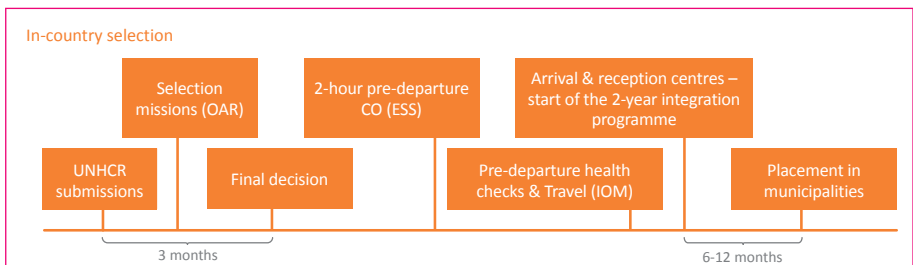 In-country selection
Selection
missions (OAR)
2-hour pre-departure
CO (ESS)
Arrival & reception centres –
start of the 2-year integration
programme
UNHCR
submissions
Final decision
Pre-departure health
checks & Travel (IOM)
Placement in
municipalities
3 months
6-12 months